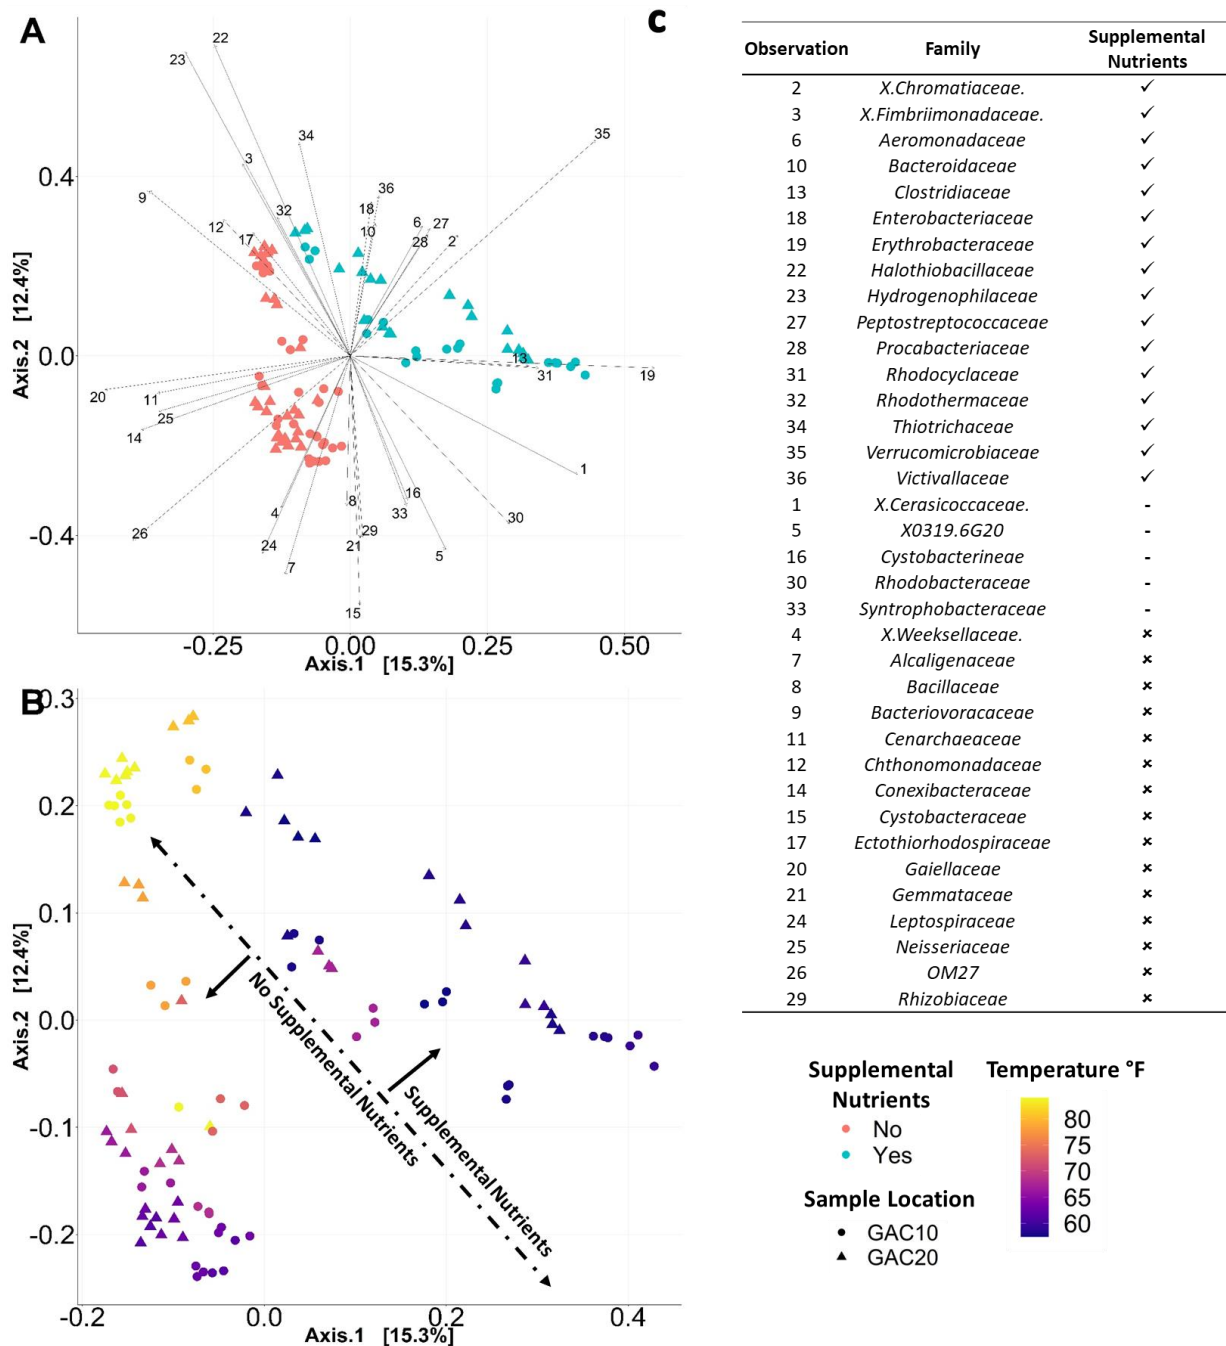 A
22
23
34
35
3
9
36
32
18
12
6
27
17
10
28
2
0.4
13
0.0
31
19
20
11
25
14
1
16
8
4
33
30
26
29
24
21
5
-0.4
7
15
Axis.2 [12.4%]
-0.25
0.00
0.25
0.50
Axis.1 [15.3%]
B
0.3
0.2
0.1
0.0
-0.1
-0.2
Axis.2 [12.4%]
No Supplemental Nutrients
Supplemental Nutrients
-0.2
0.0
0.2
0.4
Axis.1 [15.3%]
c
Observation Family Supplemental
Nutrients
2 X.Chromatiaceae. ✓
3 X.Fimbriimonadaceae. ✓
6 Aeromonadaceae ✓
10 Bacteroidaceae ✓
13 Clostridiaceae ✓
18 Enterobacteriaceae ✓
19 Erythrobacteraceae ✓
22 Halothiobacillaceae ✓
23 Hydrogenophilaceae ✓
27 Peptostreptococcaceae ✓
28 Procabacteriaceae ✓
31 Rhodocyclaceae ✓
32 Rhodothermaceae ✓
34 Thiotrichaceae ✓
35 Verrucomicrobiaceae ✓
36 Victivallaceae ✓
1 X.Cerasicoccaceae. -
5 X0319.6G20 -
16 Cystobacterineae -
30 Rhodobacteraceae -
33 Syntrophobacteraceae -
4 X.Weeksellaceae. ×
7 Alcaligenaceae ×
8 Bacillaceae ×
9 Bacteriovoracaceae ×
11 Cenarchaeaceae ×
12 Chthonomonadaceae ×
14 Conexibacteraceae ×
15 Cystobacteraceae ×
17 Ectothiorhodospiraceae ×
20 Gaiellaceae ×
21 Gemmataceae ×
24 Leptospiraceae ×
25 Neisseriaceae ×
26 OM27 ×
29 Rhizobiaceae ×
Supplemental
Nutrients
No
Yes
Sample Location
GAC10
GAC20
Temperature °F
80
75
70
65
60